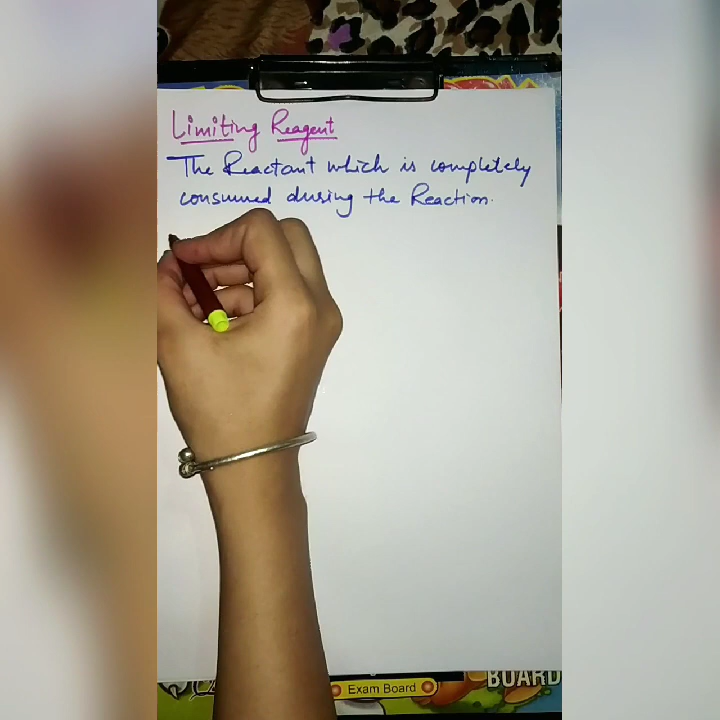 Limiting Reagent
The Reactant which is completely
consumed during the Reaction.
Exam Board
BOARD